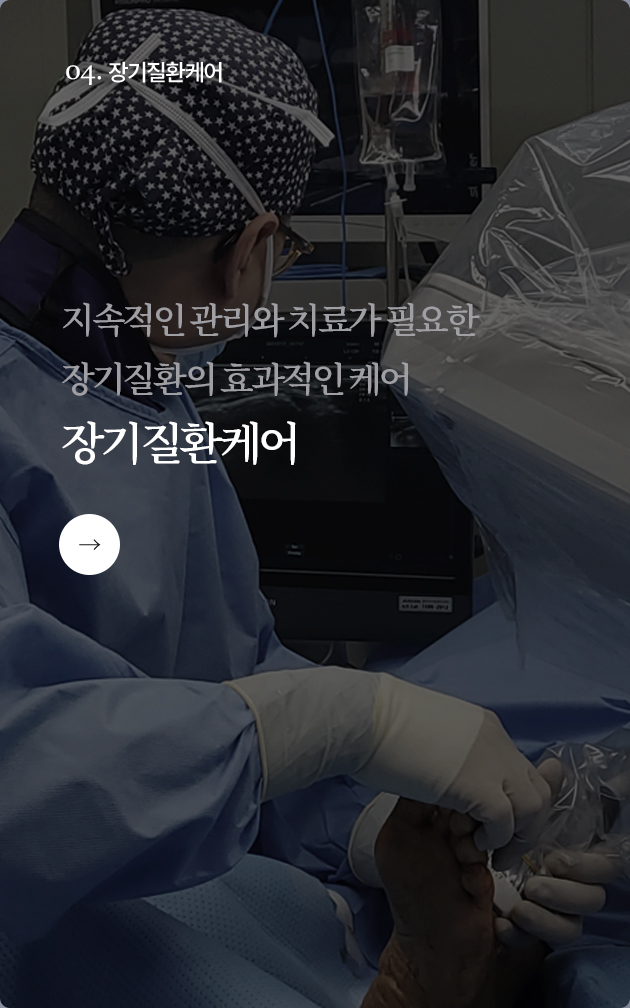 04. 장기질환케어
지속적인 관리와 치료가 필요한
장기질환의 효과적인 케어
장기질환케어
→